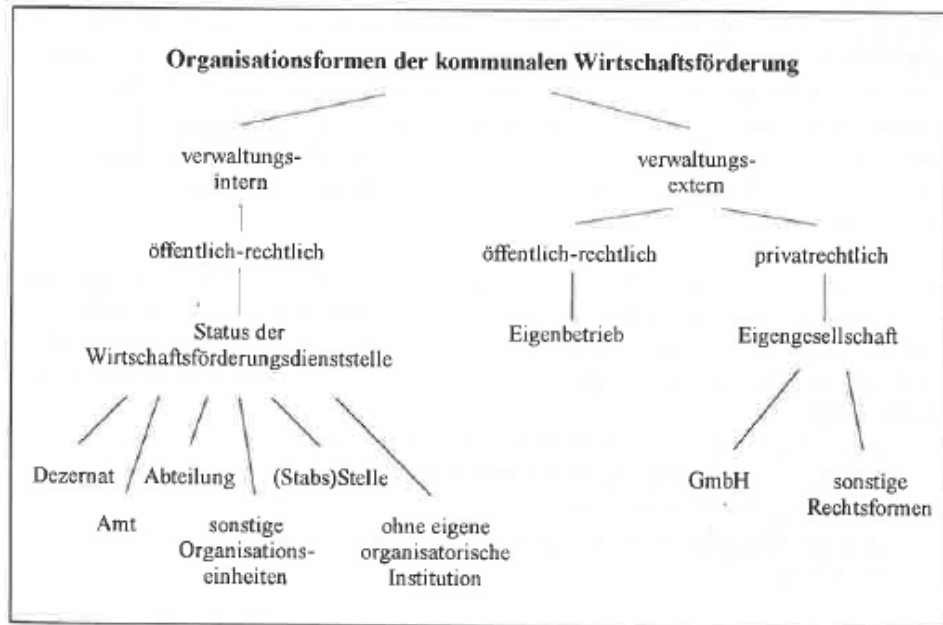 Organisationsformen der kommunalen Wirtschaftsförderung
verwaltungs-
intern
verwaltungs-
extern
öffentlich-rechtlich
öffentlich-rechtlich
privatrechtlich
Status der
Wirtschaftsförderungsdienststelle
Eigenbetrieb
Eigengesellschaft
Dezernat
Abteilung
(Stabs)Stelle
GmbH
sonstige
Rechtsformen
Amt
sonstige
Organisations-
einheiten
ohne eigene
organisatorische
Institution